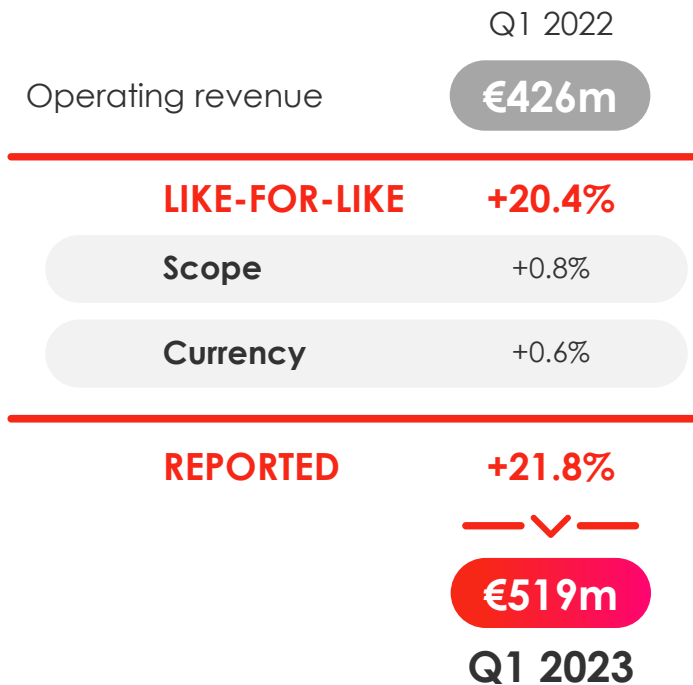 Q1 2022
Operating revenue €426m
LIKE-FOR-LIKE +20.4%
Scope +0.8%
Currency +0.6%
REPORTED +21.8%
€519m
Q1 2023